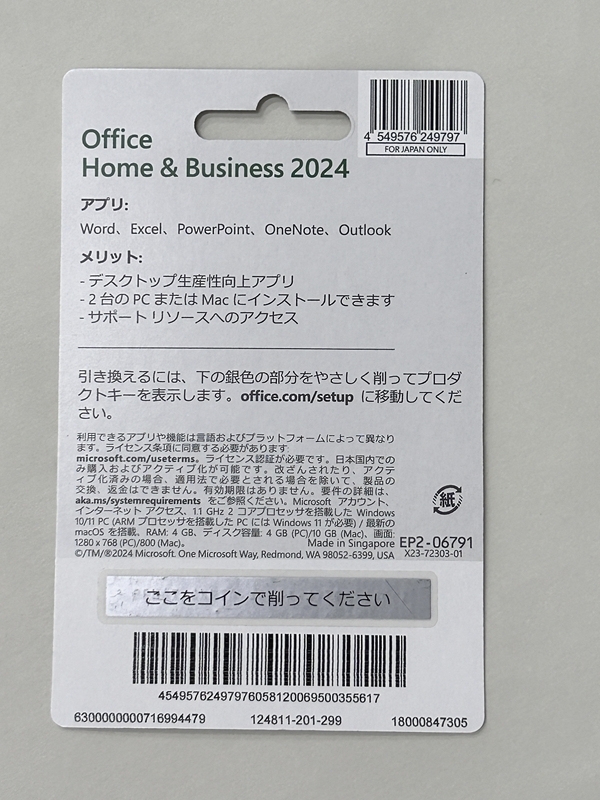 4 549576 249797
FOR JAPAN ONLY
Office
Home & Business 2024
アプリ:
Word、Excel、PowerPoint、OneNote、Outlook
メリット:
- デスクトップ生産性向上アプリ
- 2 台の PC または Mac にインストールできます
- サポート リソースへのアクセス
引き換えるには、下の銀色の部分をやさしく削ってプロダ
クトキーを表示します。office.com/setup に移動してくだ
さい。
利用できるアプリや機能は言語およびプラットフォームによって異なり
ます。ライセンス条項に同意する必要があります:
microsoft.com/useterms。ライセンス認証が必要です。日本国内での
み購入およびアクティブ化が可能です。改ざんされたり、アクテ
ィブ化済みの場合、適用法で必要とされる場合を除いて、製品の
交換、返金はできません。有効期限はありません。要件の詳細は、
aka.ms/systemrequirements をご参照ください。Microsoft アカウント、
インターネット アクセス、1.1 GHz 2 コアプロセッサを搭載した Windows
10/11 PC (ARM プロセッサを搭載した PC には Windows 11 が必要) / 最新の
macOS を搭載。RAM: 4 GB、ディスク容量: 4 GB (PC)/10 GB (Mac)、画面:
1280 x 768 (PC)/800 (Mac)。
Made in Singapore
©/TM/®2024 Microsoft. One Microsoft Way, Redmond, WA 98052-6399, USA
紙
EP2-06791
X23-72303-01
ここをコインで削ってください
4549576249797605812006950035561​7
6300000000716994479
124811-201-299
18000847305